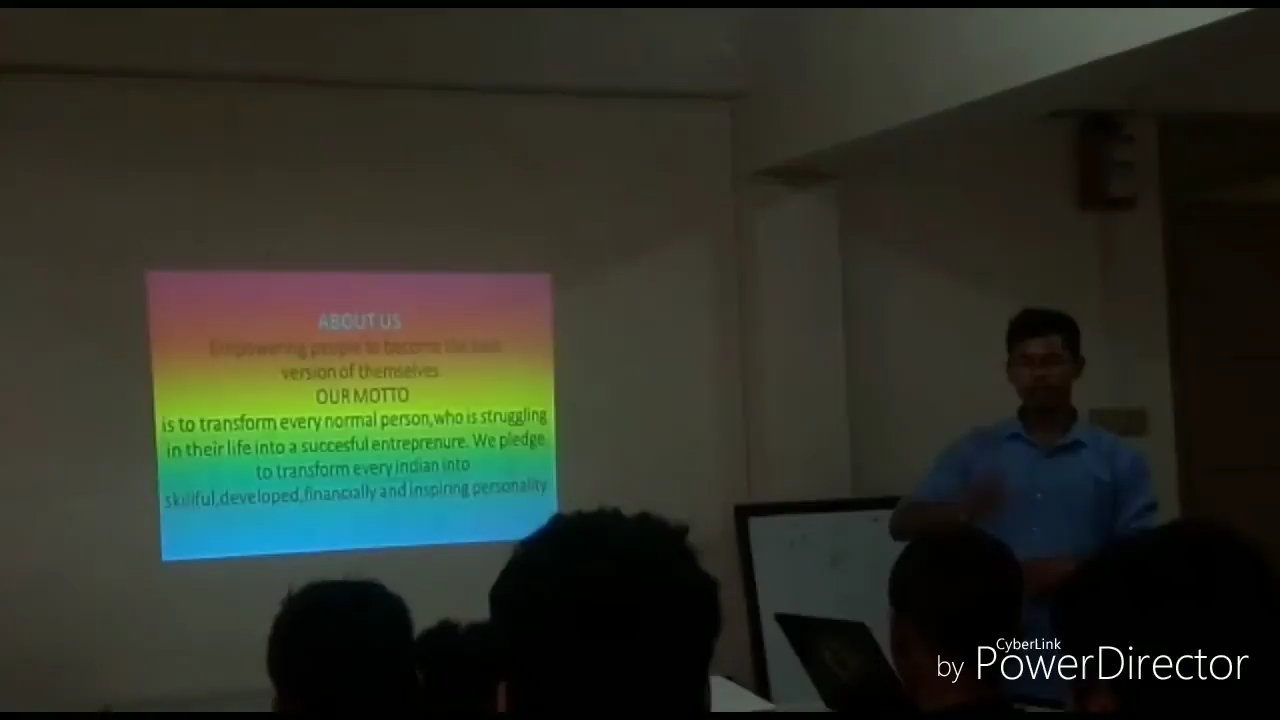 ABOUT US
Empowering people to become the best
version of themselves
OUR MOTTO
is to transform every normal person,who is struggling
in their life into a succesful entreprenure. We pledge
to transform every indian into
skillful,developed,financially and inspiring personality
CyberLink
by PowerDirector